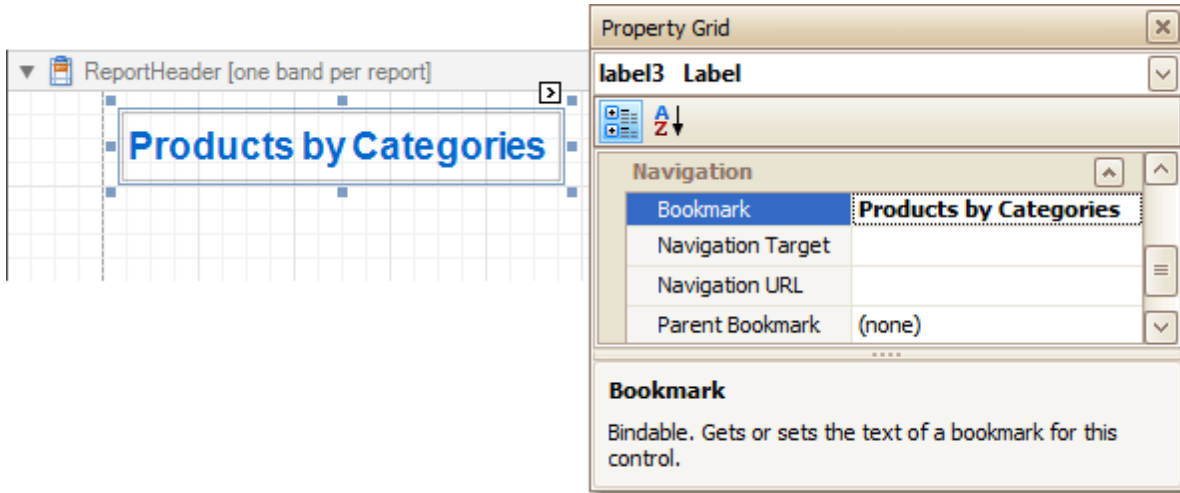 ReportHeader [one band per report]
Products by Categories
Property Grid
label3 Label
A
Z
Navigation
Bookmark Products by Categories
Navigation Target
Navigation URL
Parent Bookmark (none)
Bookmark
Bindable. Gets or sets the text of a bookmark for this
control.